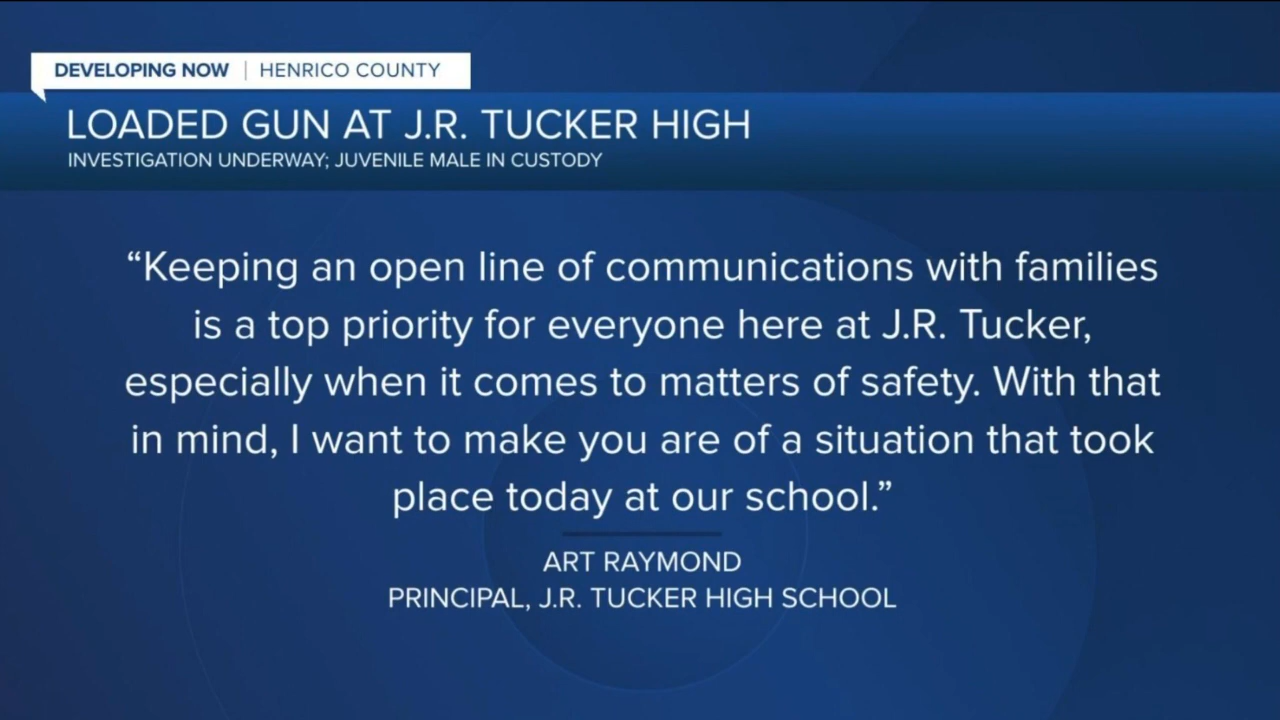 DEVELOPING NOW | HENRICO COUNTY
LOADED GUN AT J.R. TUCKER HIGH
INVESTIGATION UNDERWAY; JUVENILE MALE IN CUSTODY
“Keeping an open line of communications with families
is a top priority for everyone here at J.R. Tucker,
especially when it comes to matters of safety. With that
in mind, I want to make you are of a situation that took
place today at our school.”
ART RAYMOND
PRINCIPAL, J.R. TUCKER HIGH SCHOOL